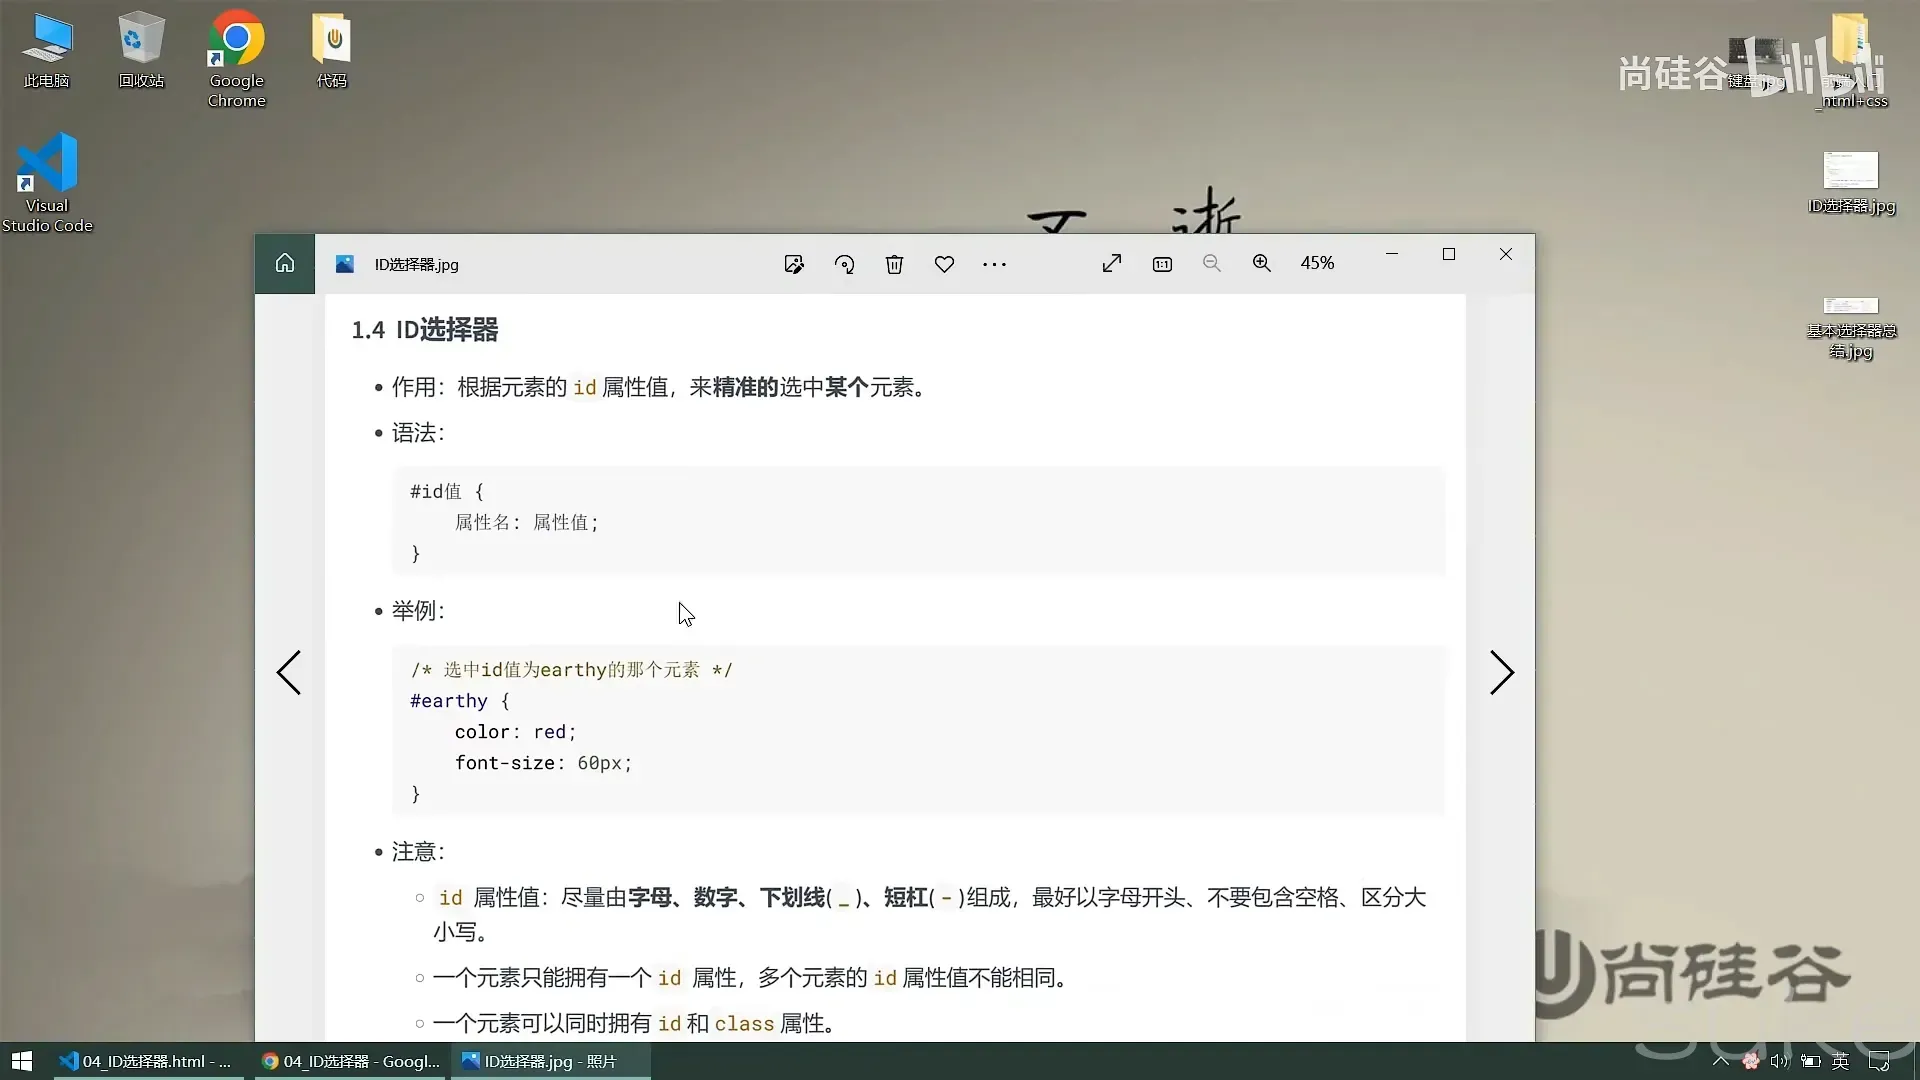 此电脑
回收站
Google Chrome
代码
Visual Studio Code
尚硅谷
bilibili
键盘.jpg
_html+css
ID选择器.jpg
基本选择器总结.jpg
ID选择器.jpg
45%
1.4 ID选择器
• 作用：根据元素的 id 属性值，来精准的选中某个元素。
• 语法：
#id值 {
属性名: 属性值;
}
• 举例：
/* 选中id值为earthy的那个元素 */
#earthy {
color: red;
font-size: 60px;
}
• 注意：
○ id 属性值：尽量由字母、数字、下划线( _ )、短杠( - )组成，最好以字母开头、不要包含空格、区分大
小写。
○ 一个元素只能拥有一个 id 属性，多个元素的 id 属性值不能相同。
○ 一个元素可以同时拥有 id 和 class 属性。
尚硅谷
04_ID选择器.html - ...
04_ID选择器 - Googl...
ID选择器.jpg - 照片
英